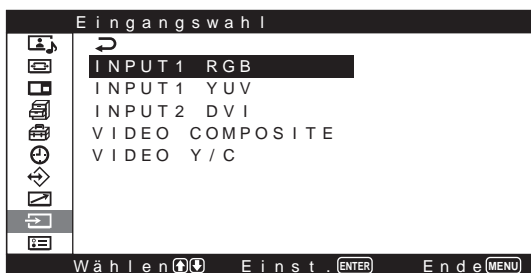 Eingangswahl
INPUT1 RGB
INPUT1 YUV
INPUT2 DVI
VIDEO COMPOSITE
VIDEO Y/C
Wählen Einst. ENTER Ende MENU